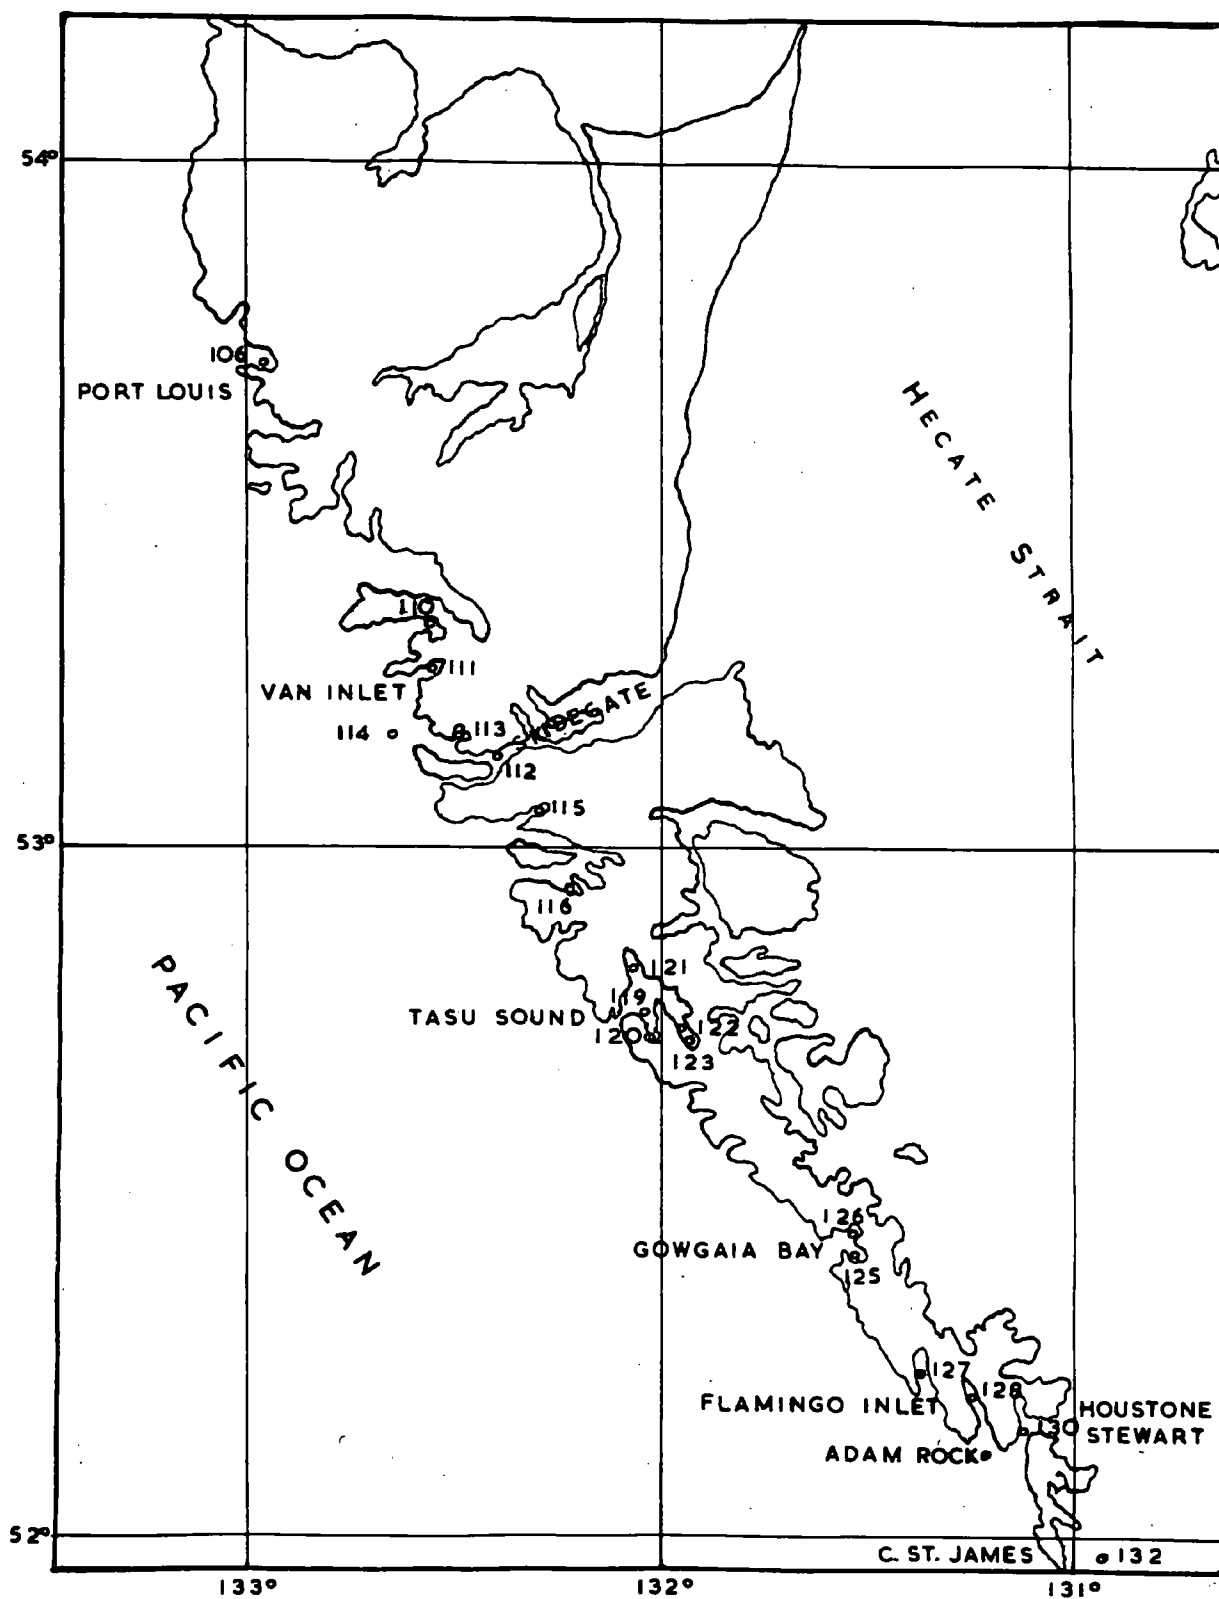 54°
106
PORT LOUIS
HECATE STRAIT
110
111
VAN INLET
SKIDEGATE
114
113
112
115
53°
116
PACIFIC OCEAN
121
119
TASU SOUND
122
120
123
126
GOWGAIA BAY
125
127
128
FLAMINGO INLET
HOUSTONE
130
STEWART
ADAM ROCK
52°
C. ST. JAMES
132
133°
132°
131°